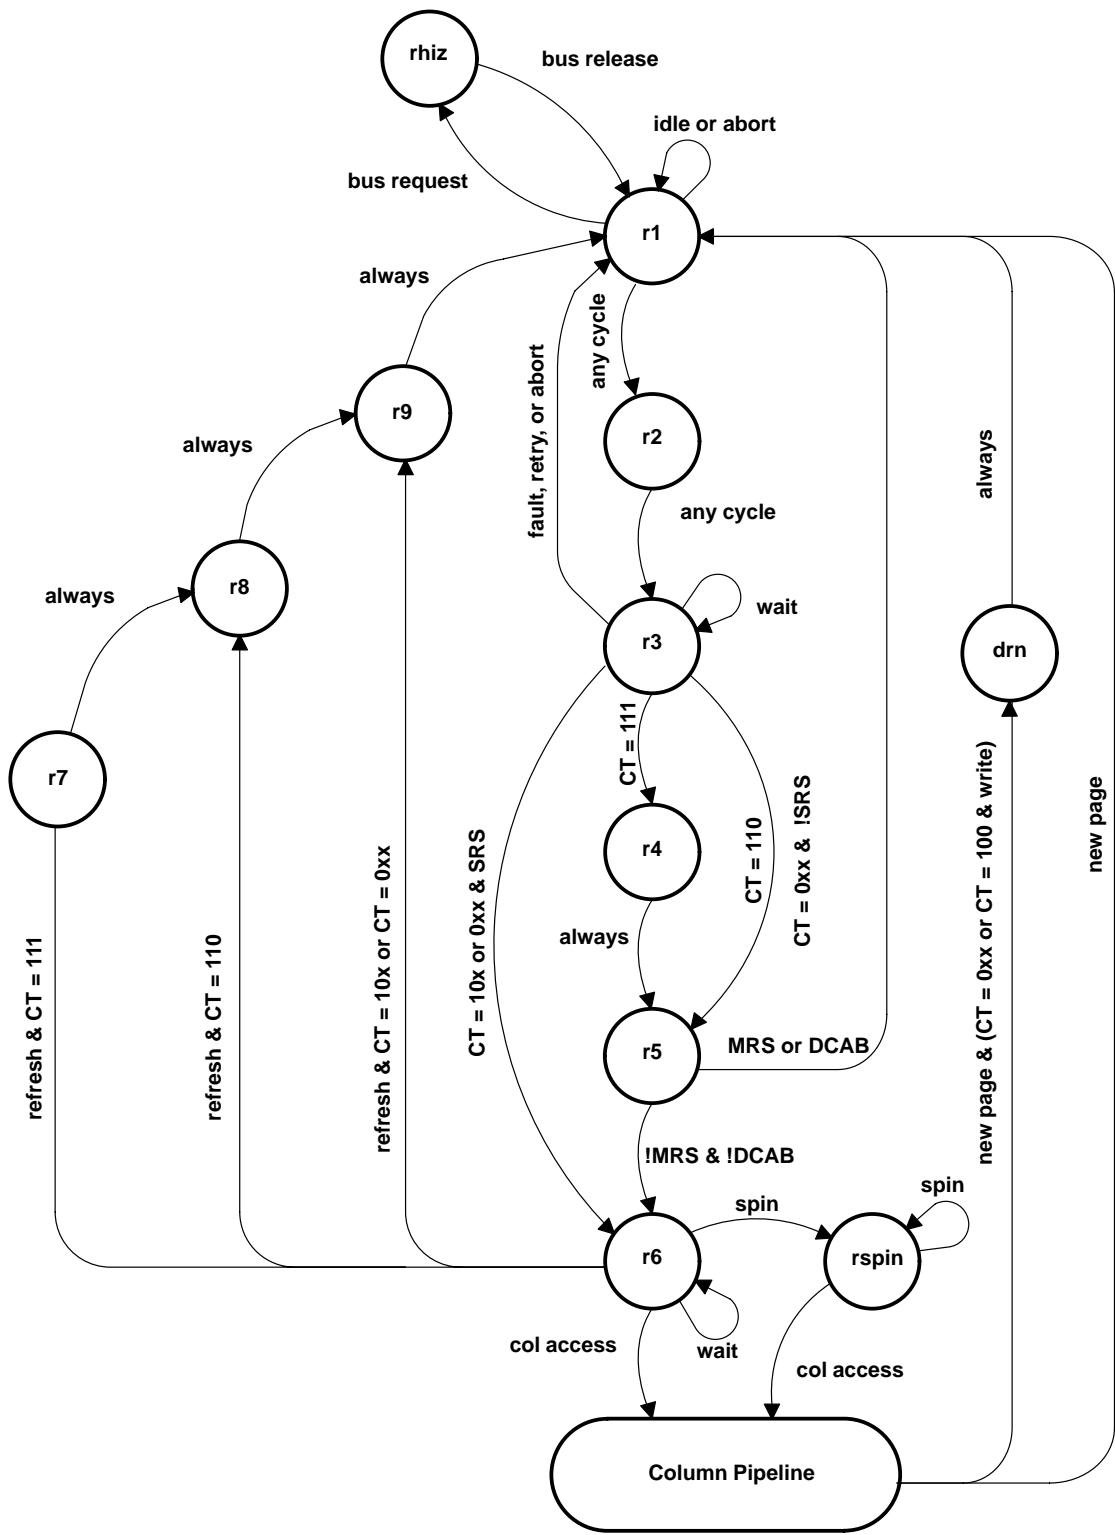 rhiz
bus release
idle or abort
bus request
r1
always
any cycle
fault, retry, or abort
r9
r2
always
always
any cycle
r8
always
wait
r3
drn
CT = 111
r7
CT = 110
CT = 0xx & !SRS
new page
r4
CT = 10x or 0xx & SRS
refresh & CT = 10x or CT = 0xx
new page & (CT = 0xx or CT = 100 & write)
always
refresh & CT = 111
refresh & CT = 110
r5
MRS or DCAB
!MRS & !DCAB
spin
spin
r6
rspin
col access
wait
col access
Column Pipeline